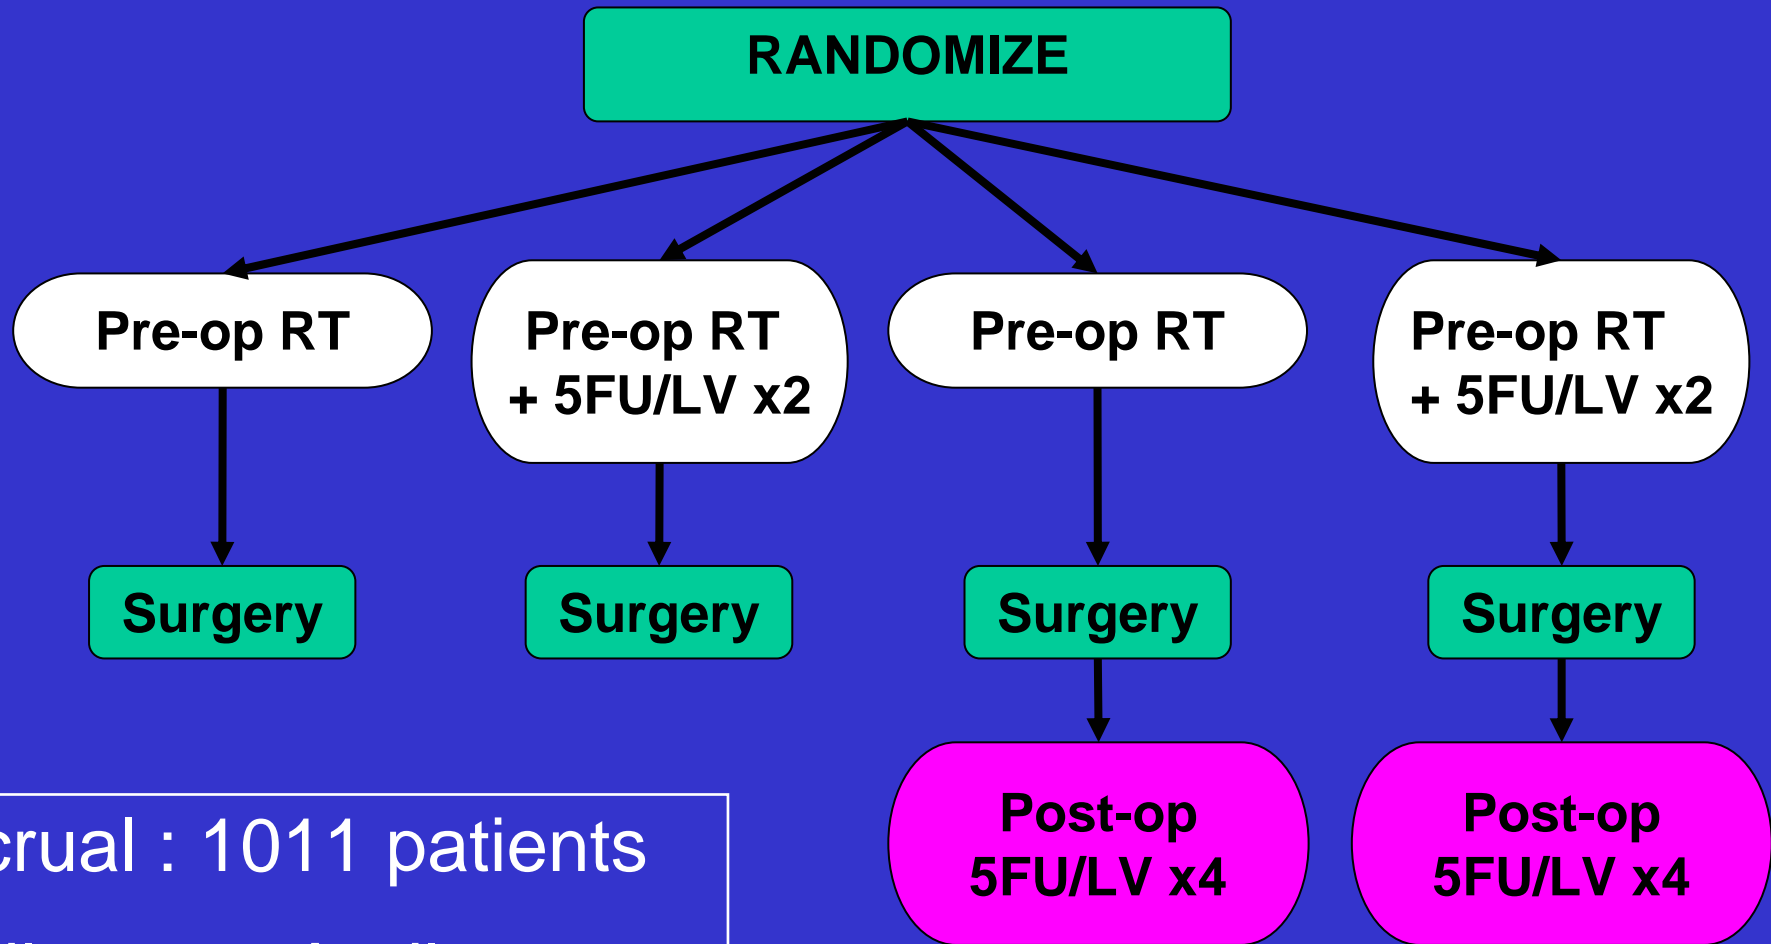 RANDOMIZE
Pre-op RT
Pre-op RT
+ 5FU/LV x2
Pre-op RT
Pre-op RT
+ 5FU/LV x2
Surgery
Surgery
Surgery
Surgery
Post-op
5FU/LV x4
Post-op
5FU/LV x4
crual : 1011 patients